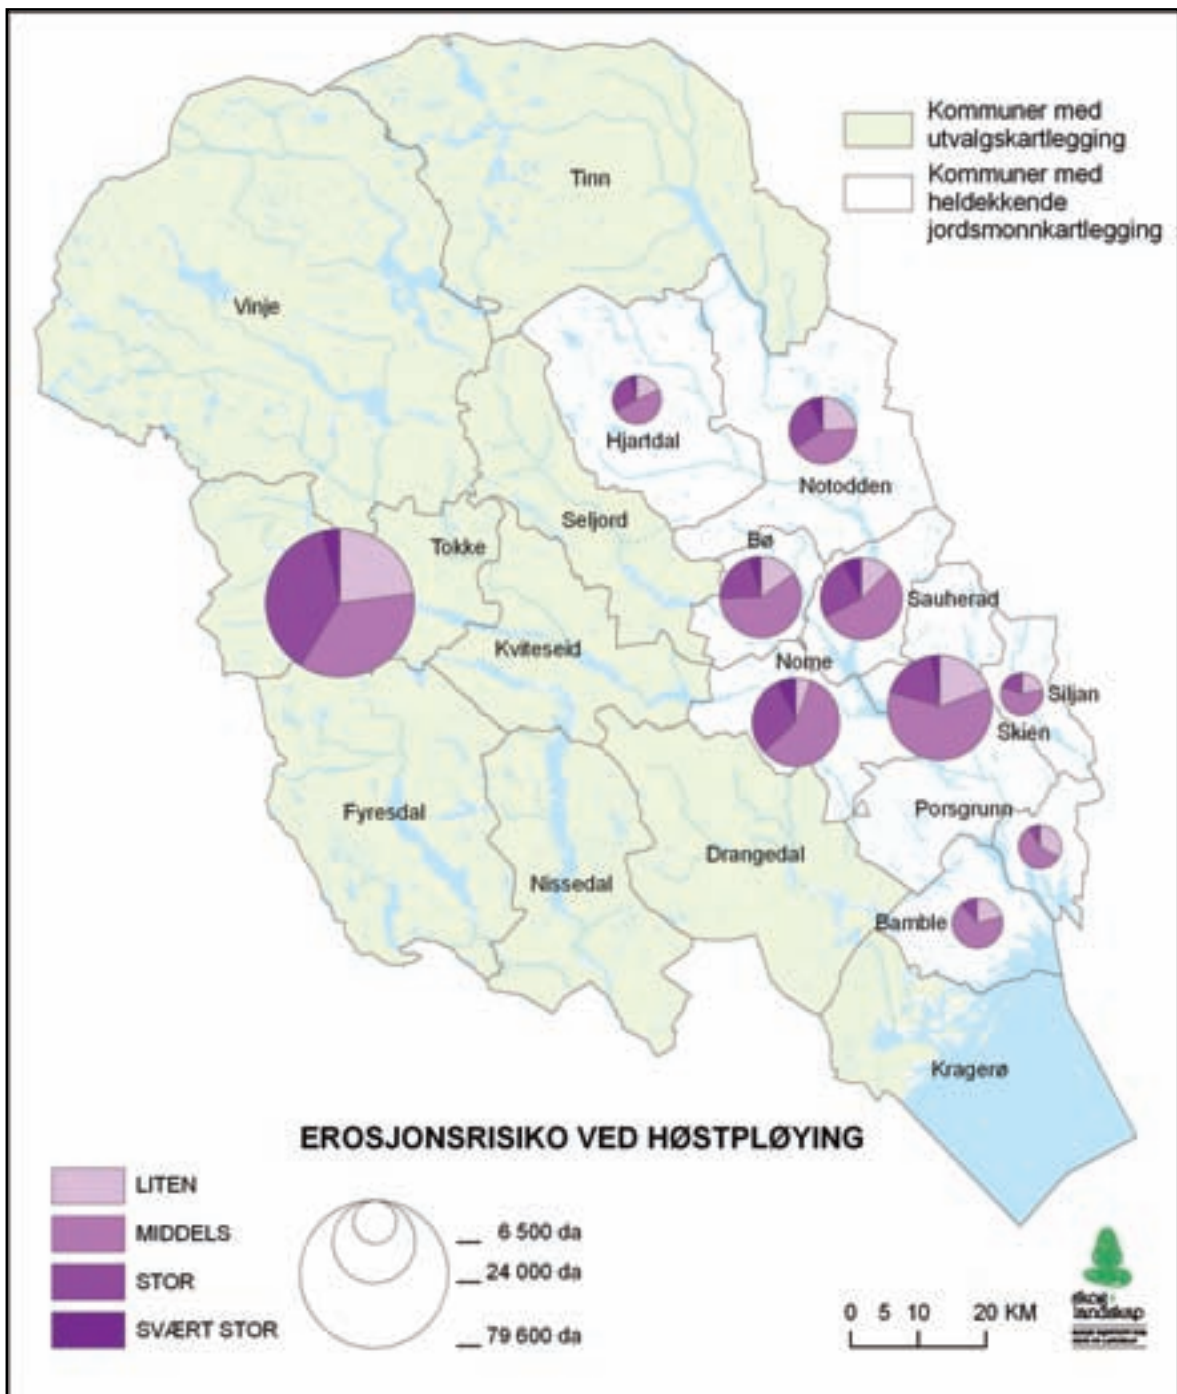 Kommuner med
utvalgskartlegging
Kommuner med
heldekkende
jordsmonnkartlegging
Tinn
Vinje
Hjartdal
Notodden
Seljord
Bø
Tokke
Sauherad
Kviteseid
Nome
Siljan
Skien
Fyresdal
Porsgrunn
Drangedal
Nissedal
Bamble
Kragerø
EROSJONSRISIKO VED HØSTPLØYING
LITEN
MIDDELS
STOR
SVÆRT STOR
6 500 da
24 000 da
79 600 da
0 5 10 20 KM
skog+
landskap